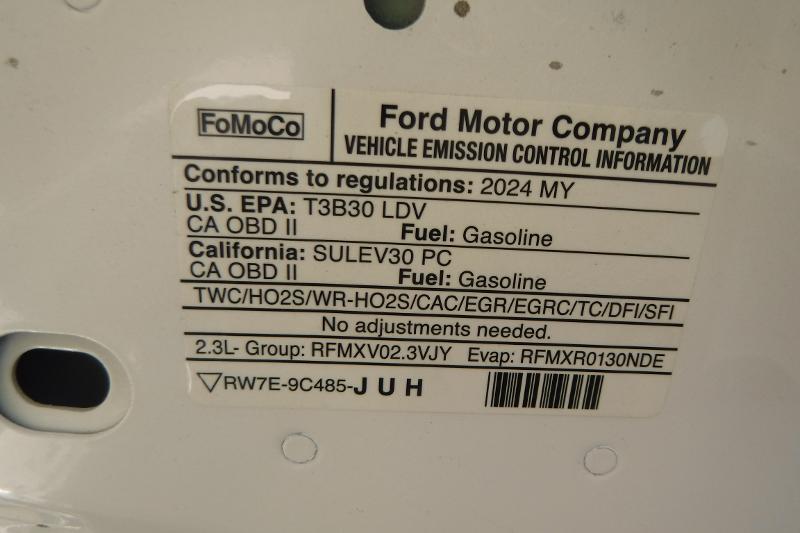 FoMoCo
Ford Motor Company
VEHICLE EMISSION CONTROL INFORMATION
Conforms to regulations: 2024 MY
U.S. EPA: T3B30 LDV
CA OBD II Fuel: Gasoline
California: SULEV30 PC
CA OBD II Fuel: Gasoline
TWC/HO2S/WR-HO2S/CAC/EGR/EGRC/TC/DFI/SFI
No adjustments needed.
2.3L- Group: RFMXV02.3VJY Evap: RFMXR0130NDE
▽RW7E-9C485-J U H